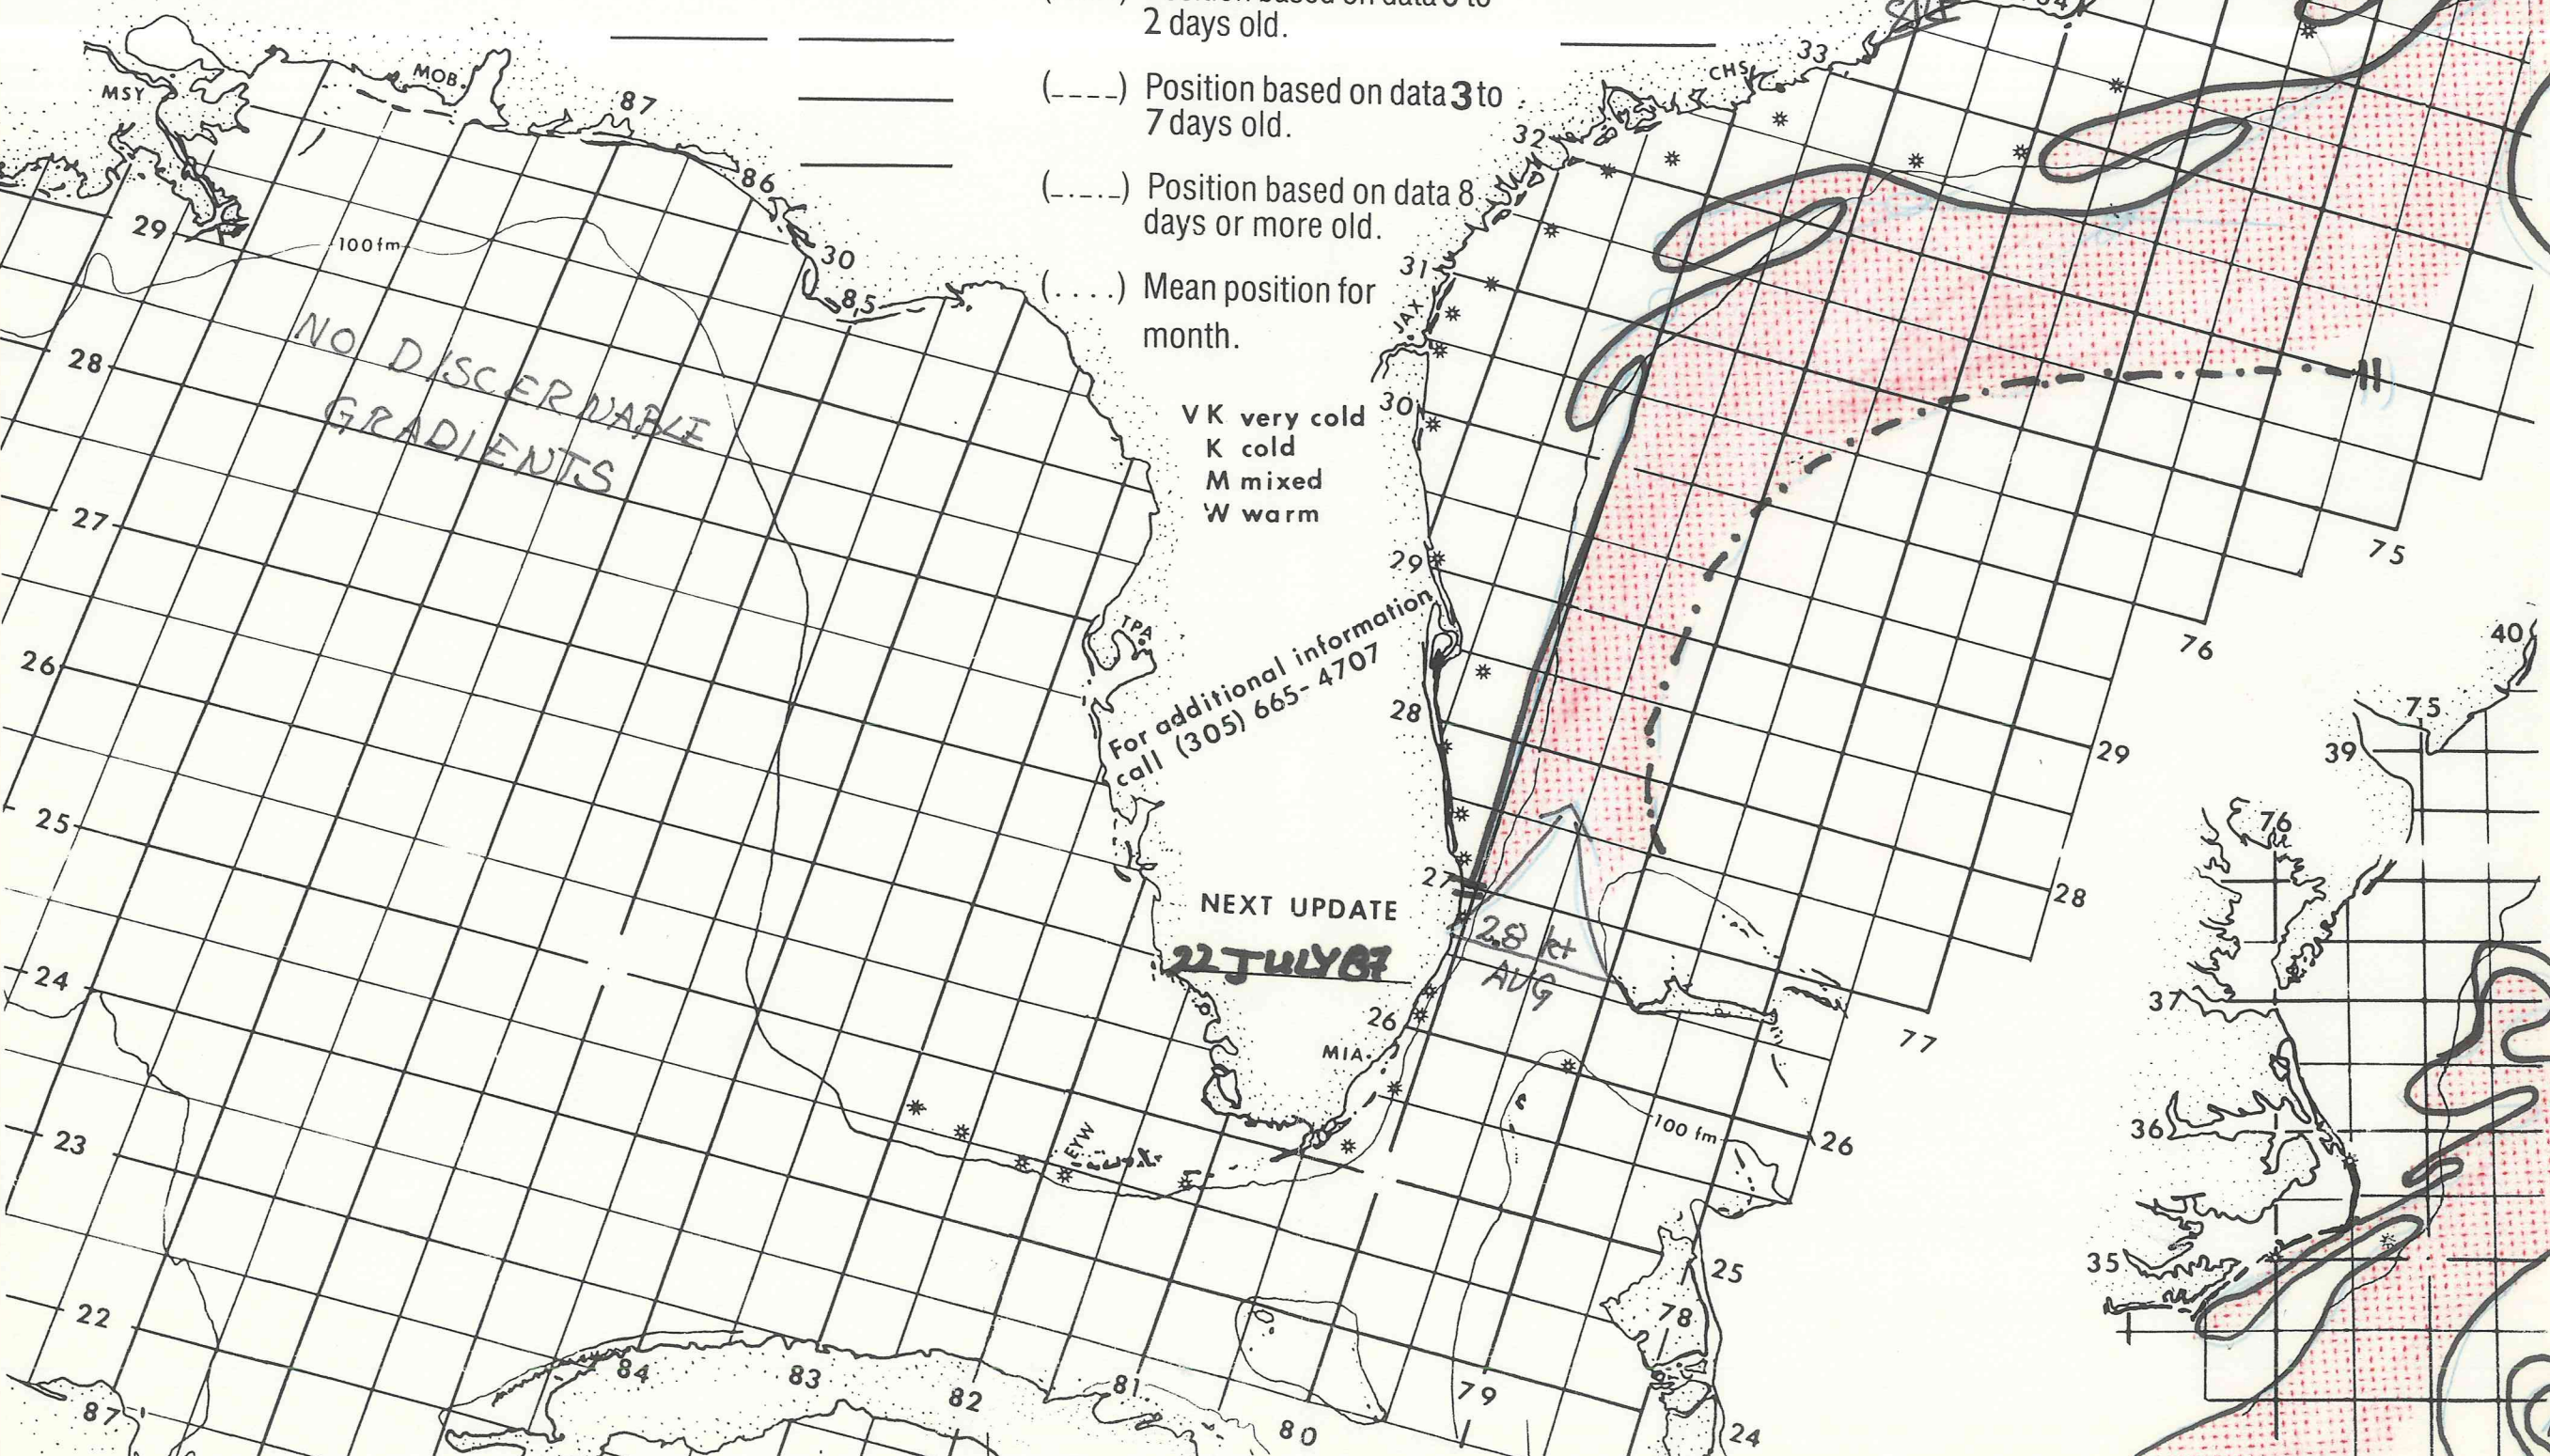 2 days old.
(----) Position based on data 3 to
7 days old.
(_._._) Position based on data 8
days or more old.
(....) Mean position for
month.
VK very cold
K cold
M mixed
W warm
For additional information
call (305) 665-4707
NEXT UPDATE
22 JULY 87
NO DISCERNABLE
GRADIENTS
2.8 kt
AVG
MSY
MOB.
87
86
30
85
29
100 fm
28
27
26
25
24
23
22
87
84
83
82
81
80
79
TPA
EYW
MIA.
JAX
CHS
33
32
31
30
29
28
27
26
75
76
29
28
77
100 fm
26
25
78
24
40
75
39
76
37
36
35